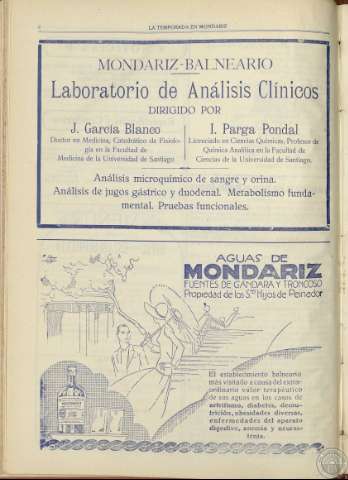 LA TEMPORADA EN MONDARIZ
MONDARIZ-BALNEARIO
Laboratorio de Análisis Clínicos
DIRIGIDO POR
J. García Blanco
Doctor en Medicina, Catedrático de Fisiolo-
gía en la Facultad de
Medicina de la Universidad de Santiago
I. Parga Pondal
Licenciado en Ciencias Químicas, Profesor de
Química Analítica en la Facultad de
Ciencias de la Universidad de Santiago.
Análisis microquímico de sangre y orina.
Análisis de jugos gástrico y duodenal. Metabolismo funda-
mental. Pruebas funcionales.
AGUAS DE
MONDARIZ
FUENTES DE GANDARA Y TRONCOSO
Propiedad de los Sres Hijos de Peinador
El establecimiento balneario
más visitado a causa del extra-
ordinario valor terapéutico
de sus aguas en los casos de
artritismo, diabetes, desnu-
trición, obesidades diversas,
enfermedades del aparato
digestivo, anemia y neuras-
tenia.